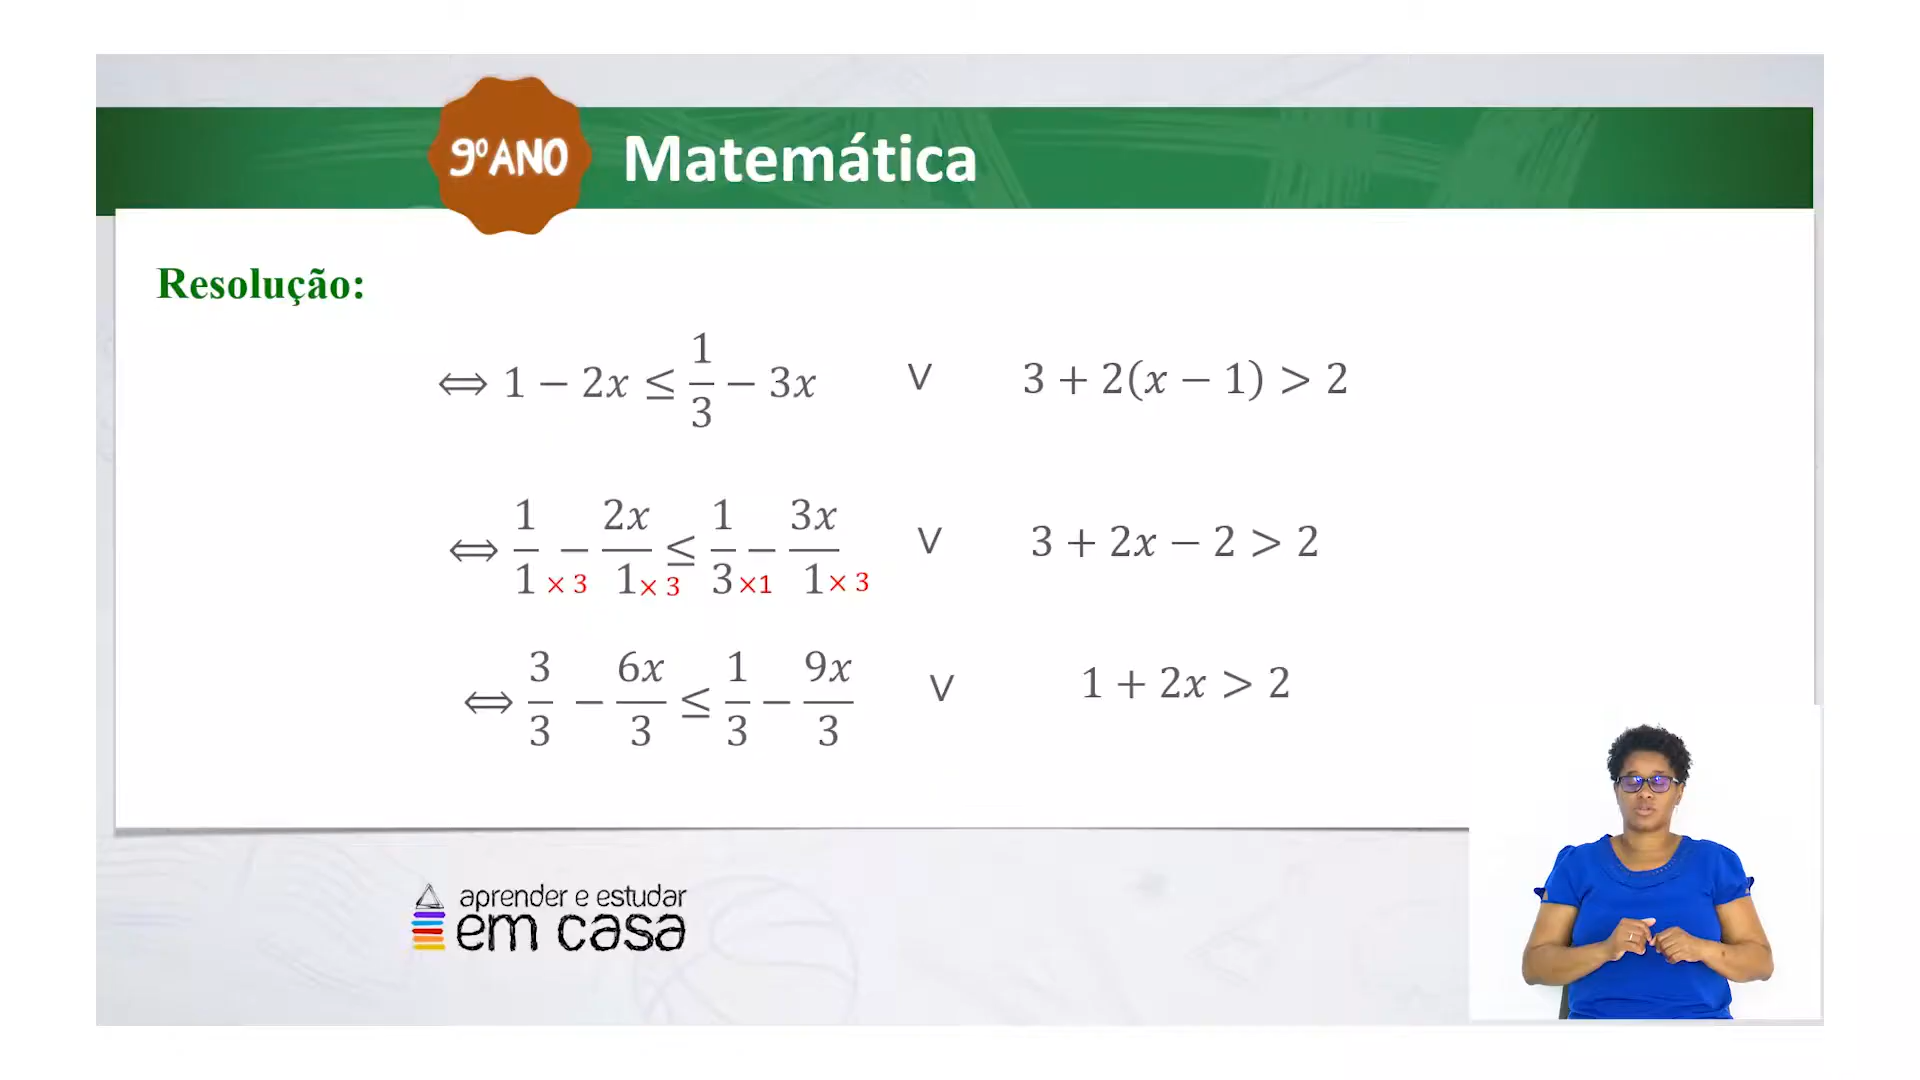 9º ANO Matemática
Resolução:
⟺ 1 − 2x ≤ 1/3 − 3x ∨ 3 + 2(x − 1) > 2
⟺ 1/1 ×3 − 2x/1 ×3 ≤ 1/3 ×1 − 3x/1 ×3 ∨ 3 + 2x − 2 > 2
⟺ 3/3 − 6x/3 ≤ 1/3 − 9x/3 ∨ 1 + 2x > 2
aprender e estudar
em casa